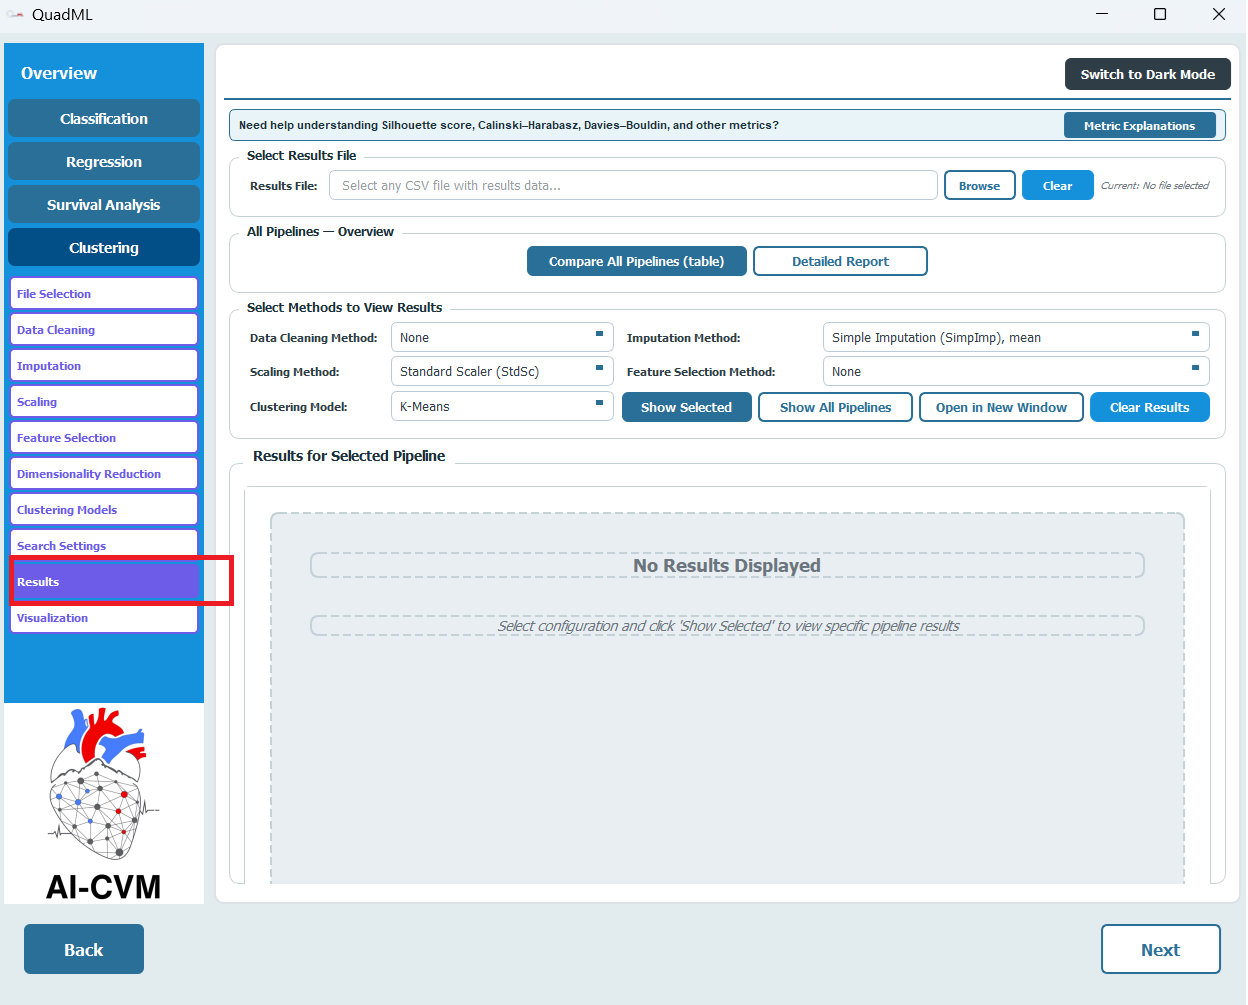 QuadML
Overview
Classification
Regression
Survival Analysis
Clustering
File Selection
Data Cleaning
Imputation
Scaling
Feature Selection
Dimensionality Reduction
Clustering Models
Search Settings
Results
Visualization
AI-CVM
Switch to Dark Mode
Need help understanding Silhouette score, Calinski–Harabasz, Davies–Bouldin, and other metrics? Metric Explanations
Select Results File
Results File: Select any CSV file with results data... Browse Clear Current: No file selected
All Pipelines — Overview
Compare All Pipelines (table) Detailed Report
Select Methods to View Results
Data Cleaning Method: None Imputation Method: Simple Imputation (SimpImp), mean
Scaling Method: Standard Scaler (StdSc) Feature Selection Method: None
Clustering Model: K-Means Show Selected Show All Pipelines Open in New Window Clear Results
Results for Selected Pipeline
No Results Displayed
Select configuration and click 'Show Selected' to view specific pipeline results
Back Next